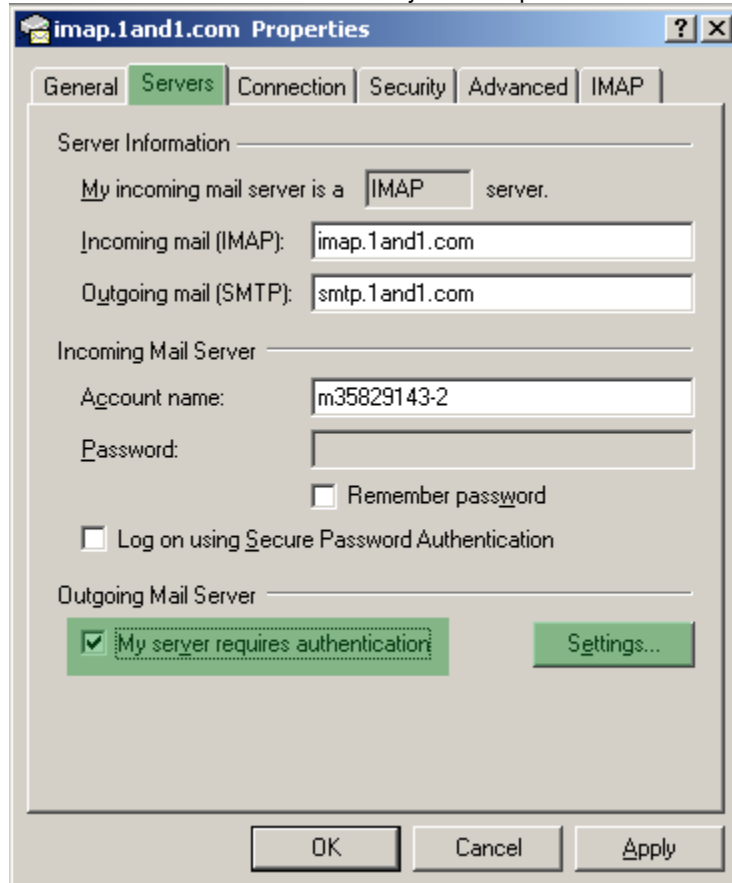 imap.1and1.com Properties
General Servers Connection Security Advanced IMAP
Server Information
My incoming mail server is a IMAP server.
Incoming mail (IMAP): imap.1and1.com
Outgoing mail (SMTP): smtp.1and1.com
Incoming Mail Server
Account name: m35829143-2
Password:
Remember password
Log on using Secure Password Authentication
Outgoing Mail Server
My server requires authentication Settings...
OK Cancel Apply